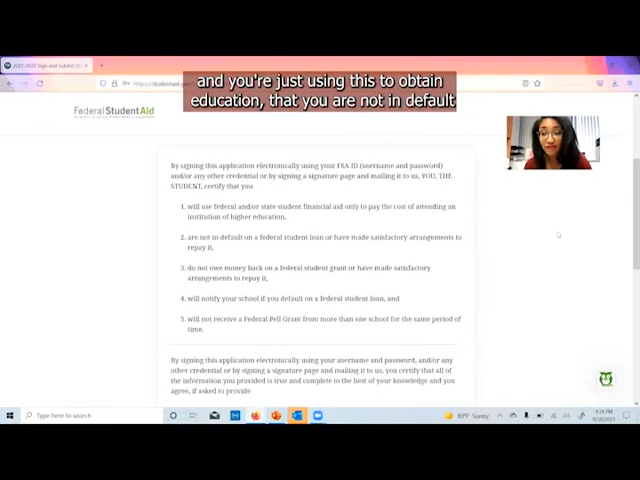 2021-2022 Sign and Submit
https://studentaid.gov
and you're just using this to obtain
education, that you are not in default
FederalStudentAid
By signing this application electronically using your FSA ID (username and password)
and/or any other credential or by signing a signature page and mailing it to us, YOU, THE
STUDENT, certify that you
1. will use federal and/or state student financial aid only to pay the cost of attending an
institution of higher education,
2. are not in default on a federal student loan or have made satisfactory arrangements to
repay it,
3. do not owe money back on a federal student grant or have made satisfactory
arrangements to repay it,
4. will notify your school if you default on a federal student loan, and
5. will not receive a Federal Pell Grant from more than one school for the same period of
time.
By signing this application electronically using your username and password, and/or any
other credential or by signing a signature page and mailing it to us, you certify that all of
the information you provided is true and complete to the best of your knowledge and you
agree, if asked to provide
Type here to search
Sunny